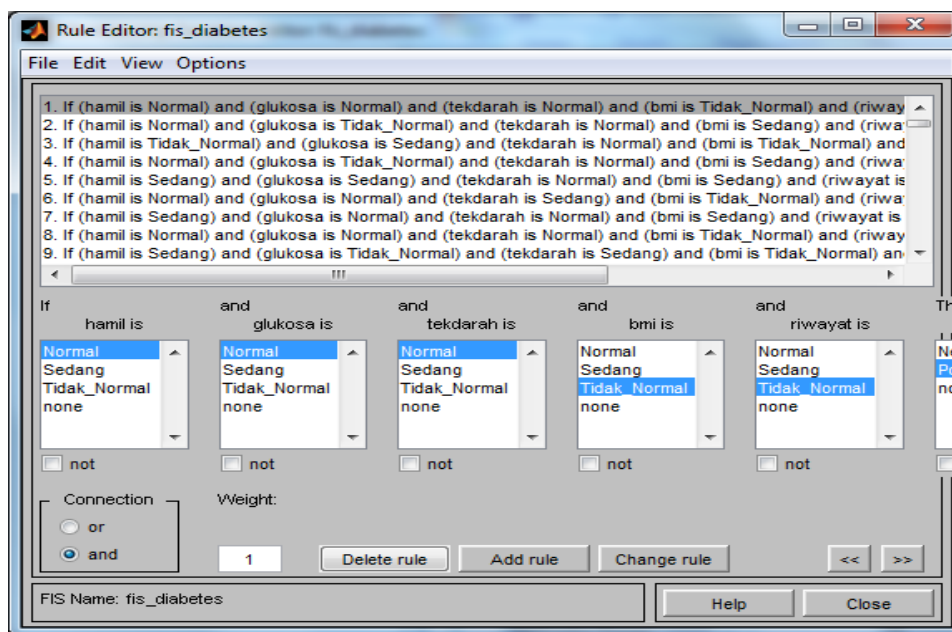 Rule Editor: fis_diabetes
File Edit View Options
1. If (hamil is Normal) and (glukosa is Normal) and (tekdarah is Normal) and (bmi is Tidak_Normal) and (riway
2. If (hamil is Normal) and (glukosa is Tidak_Normal) and (tekdarah is Normal) and (bmi is Sedang) and (riwa
3. If (hamil is Tidak_Normal) and (glukosa is Sedang) and (tekdarah is Normal) and (bmi is Tidak_Normal) and
4. If (hamil is Normal) and (glukosa is Tidak_Normal) and (tekdarah is Normal) and (bmi is Sedang) and (riwa
5. If (hamil is Sedang) and (glukosa is Sedang) and (tekdarah is Normal) and (bmi is Normal) and (riwayat is
6. If (hamil is Normal) and (glukosa is Normal) and (tekdarah is Sedang) and (bmi is Tidak_Normal) and (riwa
7. If (hamil is Sedang) and (glukosa is Normal) and (tekdarah is Normal) and (bmi is Sedang) and (riwayat is
8. If (hamil is Normal) and (glukosa is Normal) and (tekdarah is Normal) and (bmi is Tidak_Normal) and (riway
9. If (hamil is Sedang) and (glukosa is Tidak_Normal) and (tekdarah is Sedang) and (bmi is Tidak_Normal) an
If and and and and Th
hamil is glukosa is tekdarah is bmi is riwayat is
Normal Normal Normal Normal Normal
Sedang Sedang Sedang Sedang Sedang
Tidak_Normal Tidak_Normal Tidak_Normal Tidak_Normal Tidak_Normal
none none none none none
not not not not not
Connection Weight:
or
and 1 Delete rule Add rule Change rule << >>
FIS Name: fis_diabetes Help Close